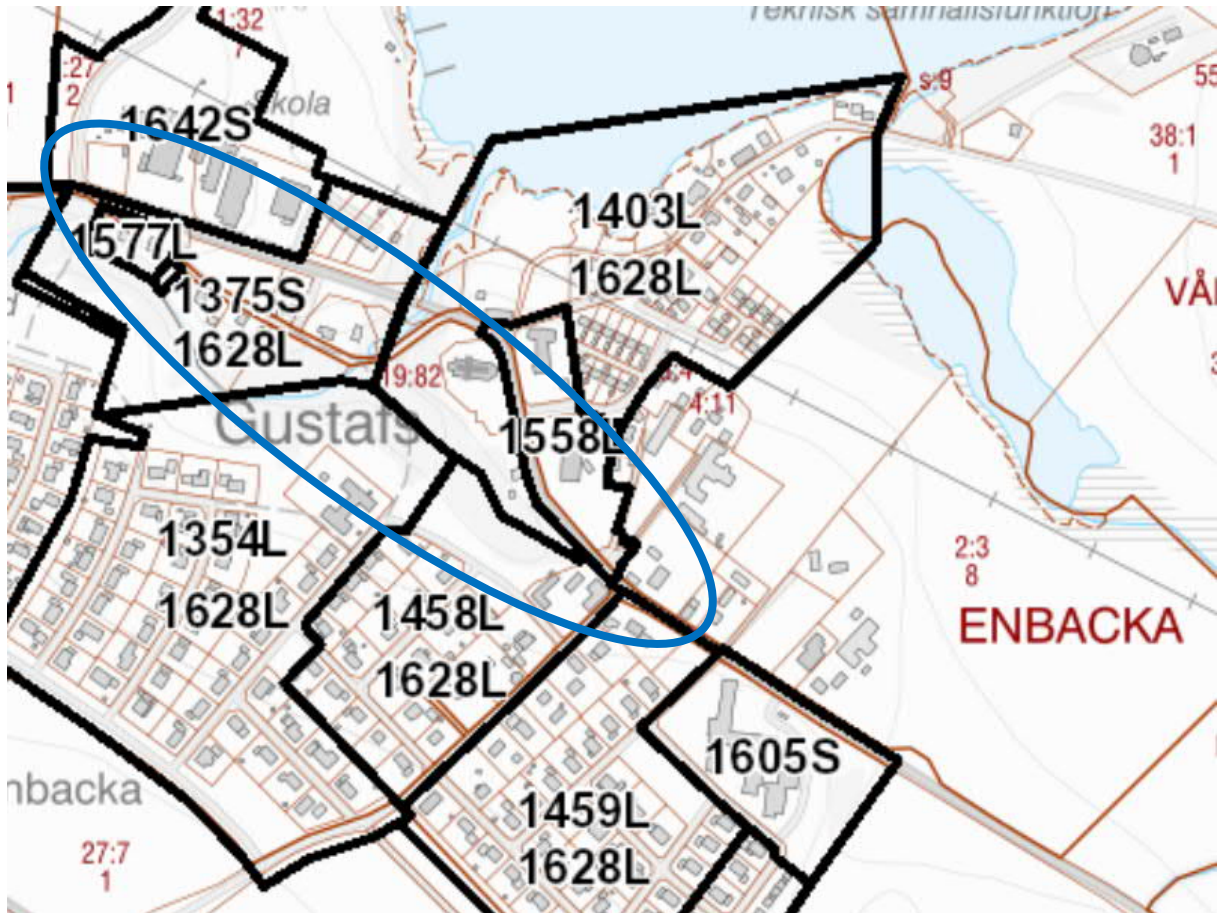 Teknisk samhällsfunktion
1:32
7
:27
2
1
Skola
s:9
55
1642S
38:1
1
1403L
1577L
1628L
1375S
1628L
19:82
4:11
Gustafs
1558L
1354L
1628L
2:3
8
1458L
ENBACKA
1628L
1605S
nbacka
1459L
27:7
1
1628L